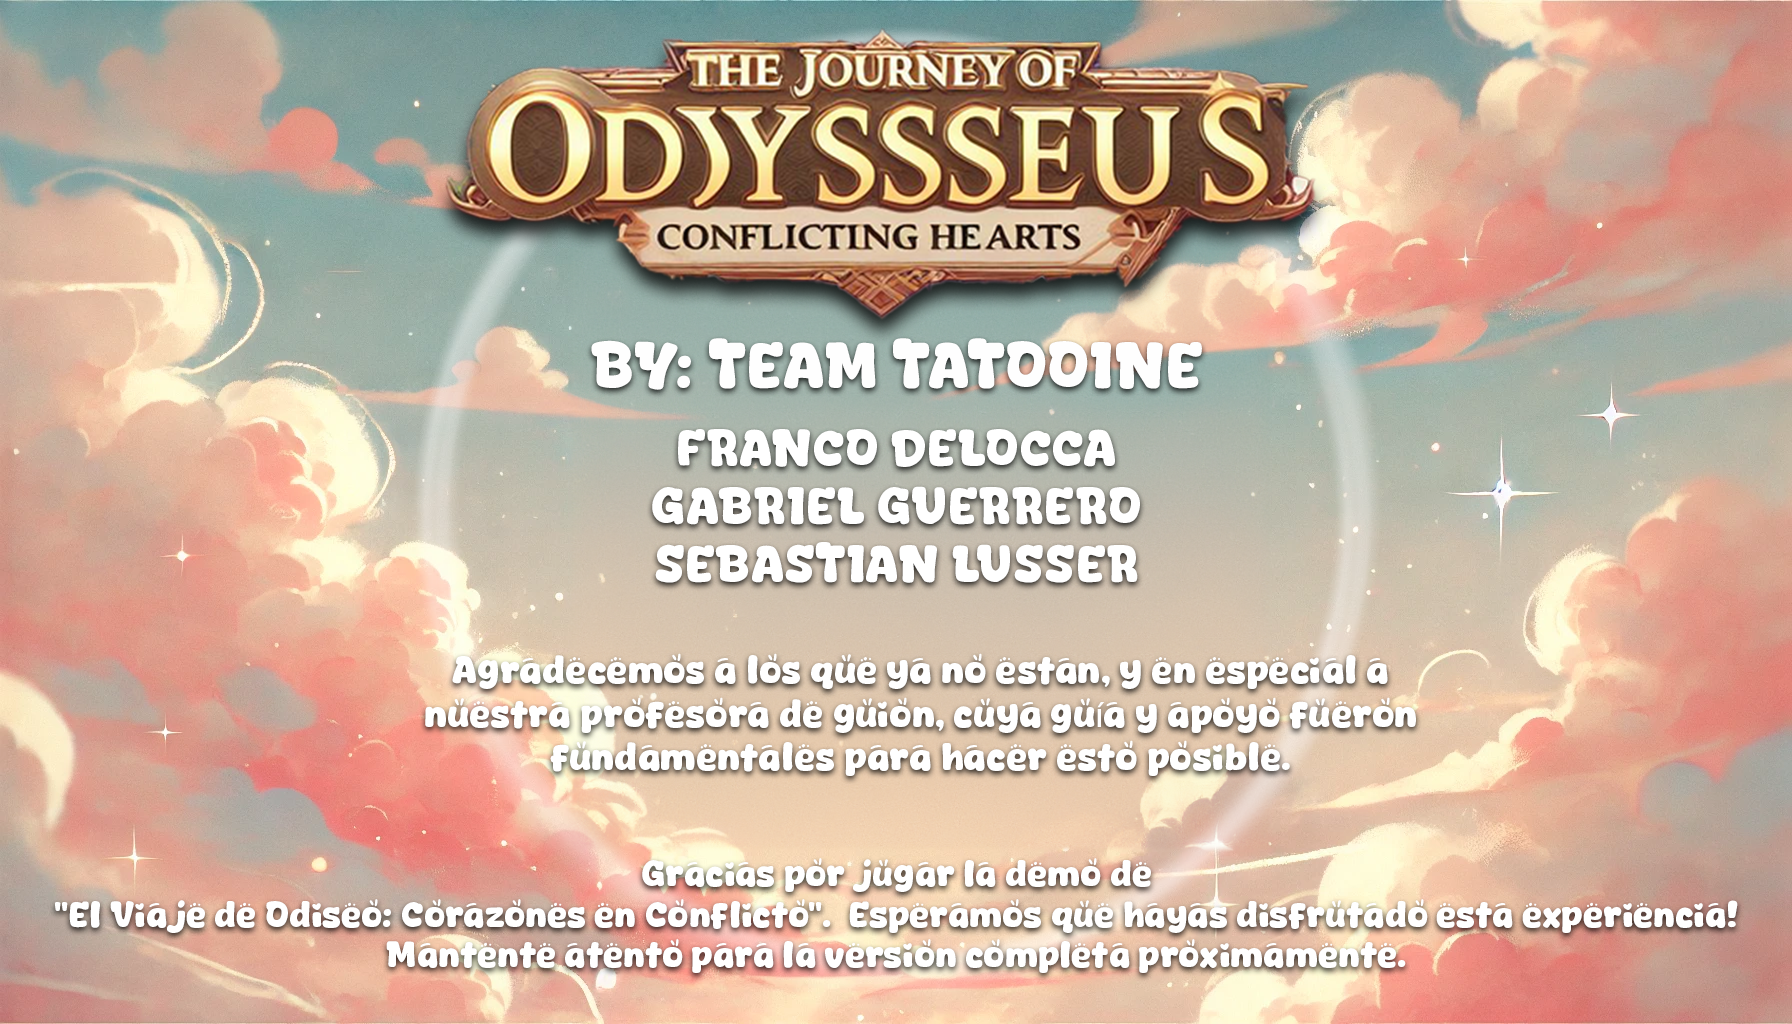 THE JOURNEY OF
ODJYSSSEUS
CONFLICTING HEARTS
BY: TEAM TATOOINE
FRANCO DELOCCA
GABRIEL GUERRERO
SEBASTIAN LUSSER
Agradecemos a los que ya no están, y en especial a
nuestra profesora de guión, cuya guía y apoyo fueron
fundamentales para hacer esto posible.
Gracias por jugar la demo de
"El Viaje de Odiseo: Corazones en Conflicto". Esperamos que hayas disfrutado esta experiencia!
Mantente atento para la versión completa próximamente.